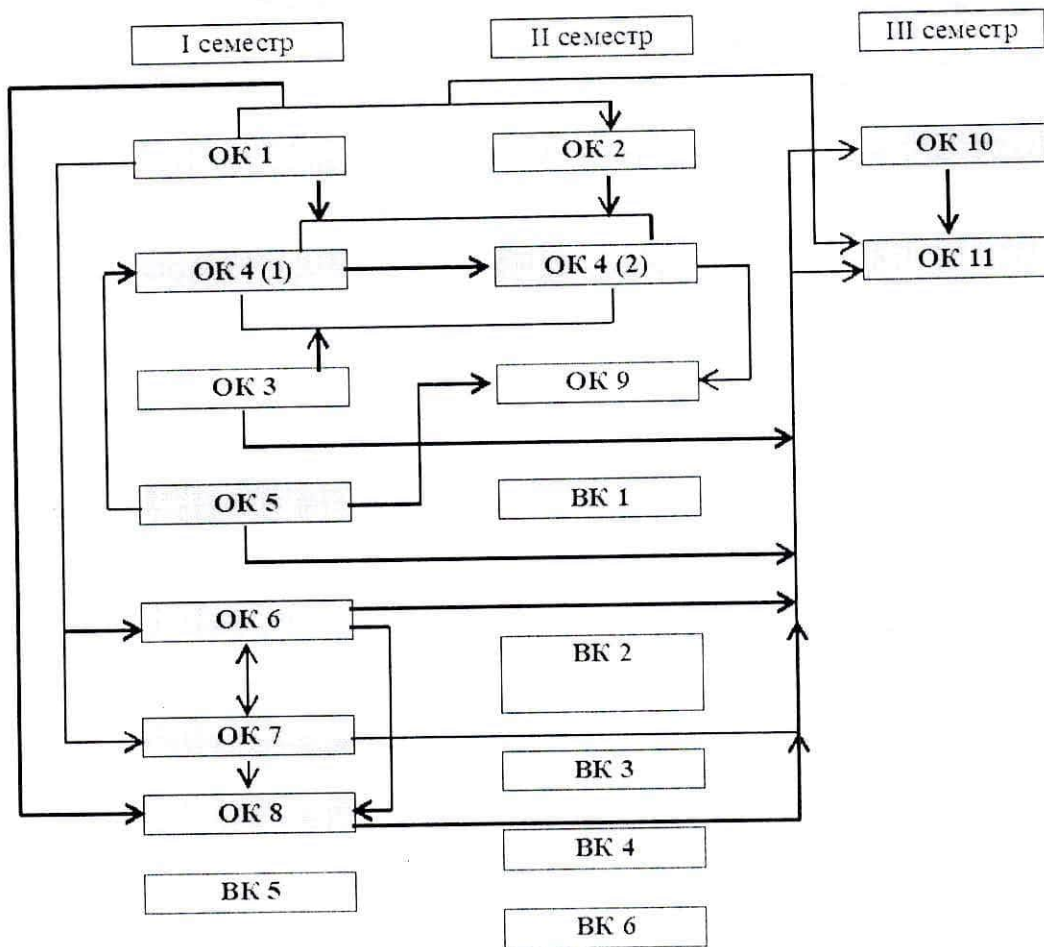 I семестр
II семестр
III семестр
ОК 1
ОК 2
ОК 10
ОК 4 (1)
ОК 4 (2)
ОК 11
ОК 3
ОК 9
ОК 5
ВК 1
ОК 6
ВК 2
ОК 7
ВК 3
ОК 8
ВК 4
ВК 5
ВК 6